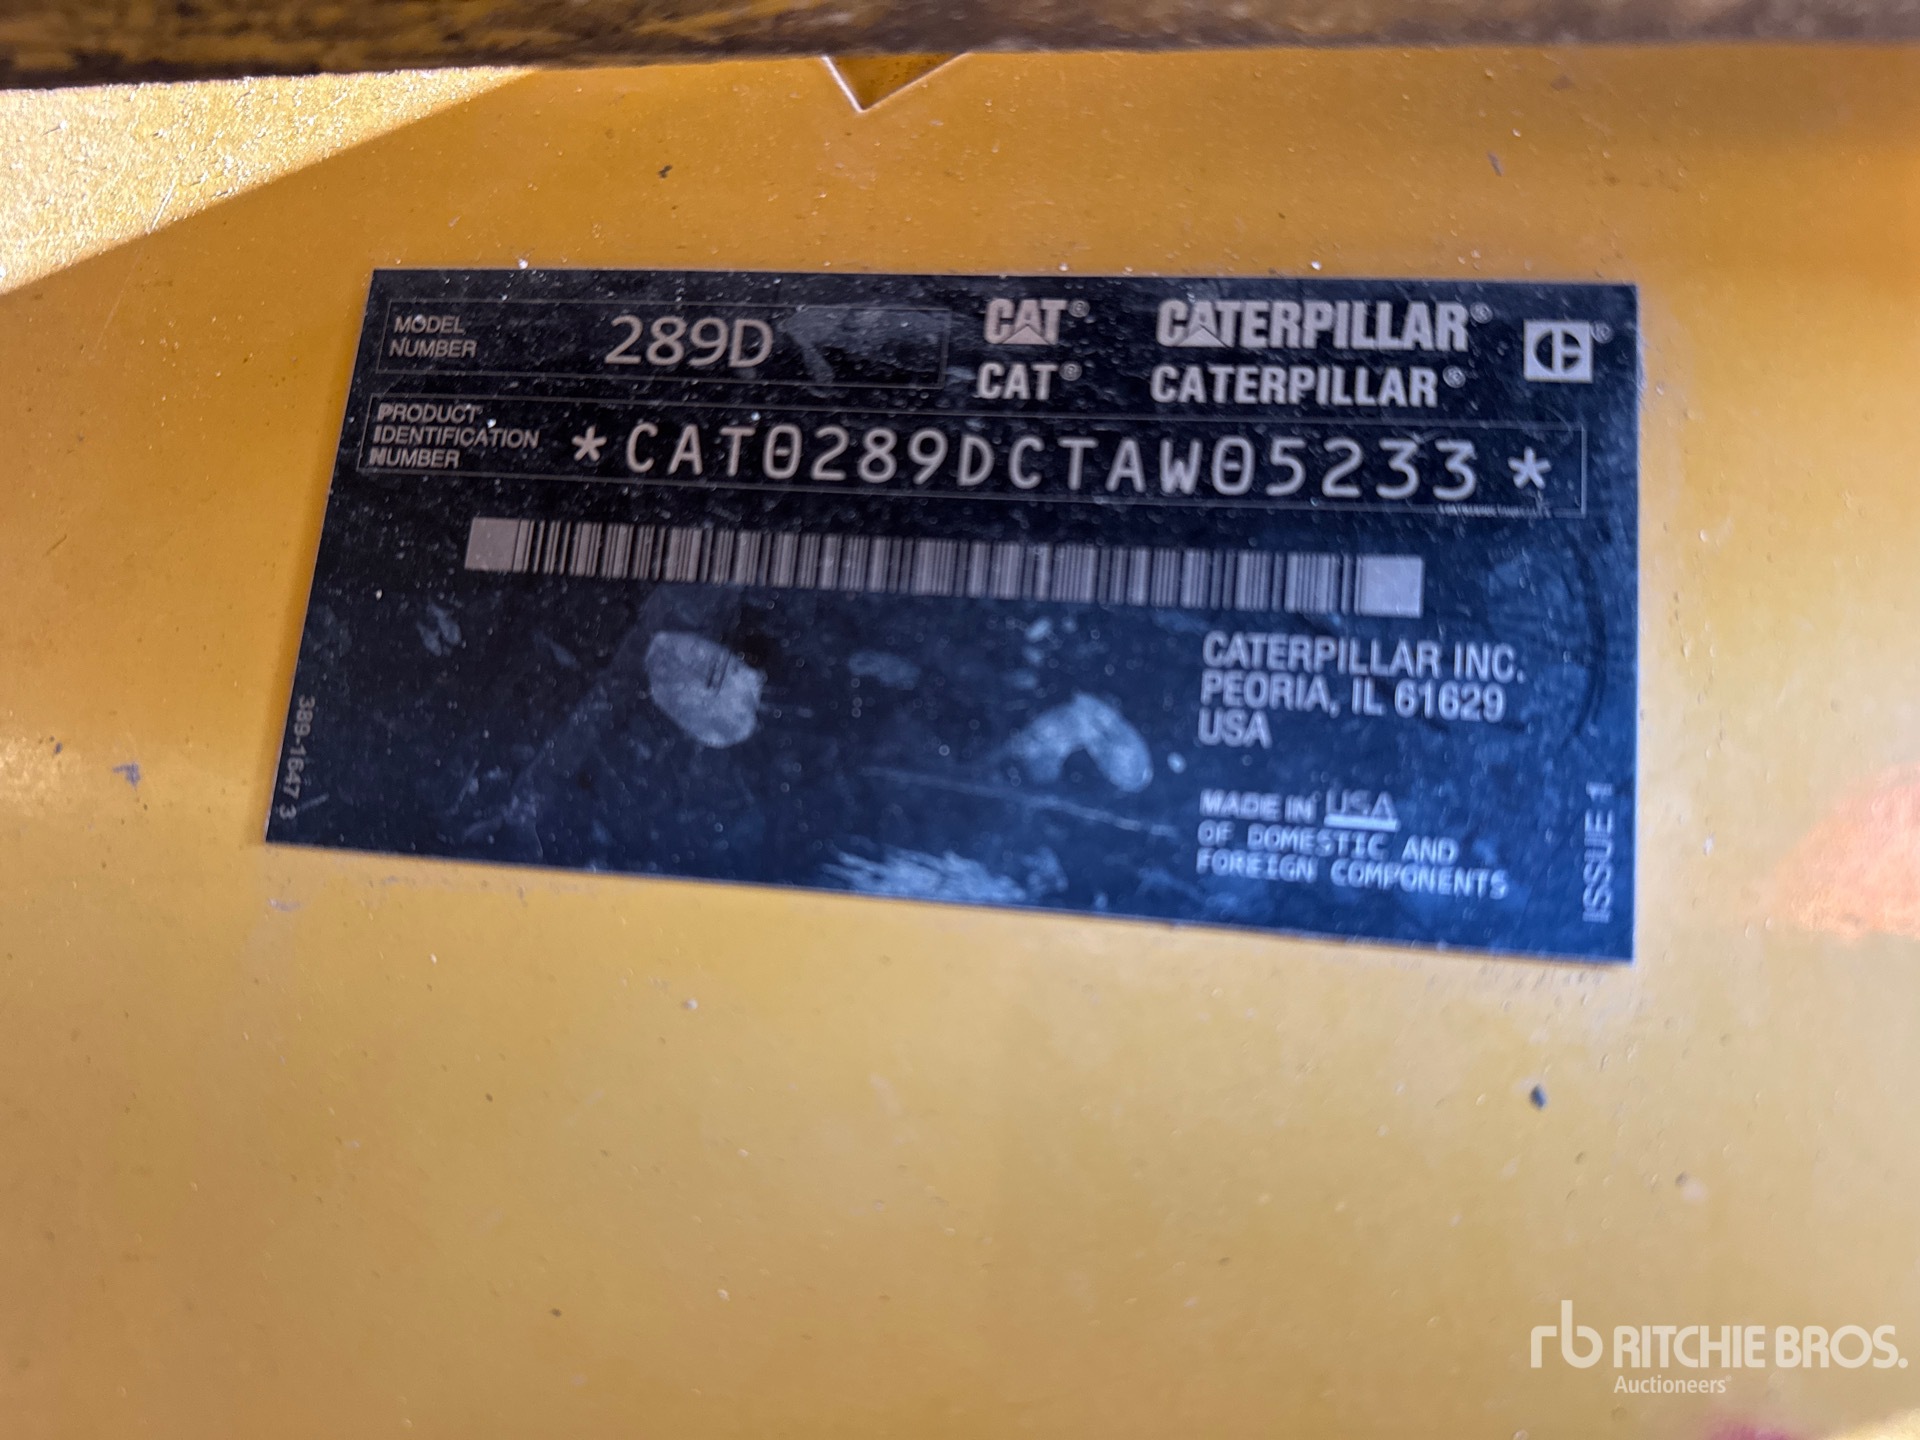 MODEL
NUMBER
289D
CAT® CATERPILLAR®
CAT® CATERPILLAR®
PRODUCT
IDENTIFICATION
NUMBER
*CAT0289DCTAW05233*
CATERPILLAR INC.
PEORIA, IL 61629
USA
MADE IN USA
OF DOMESTIC AND
FOREIGN COMPONENTS
389-1647 3
ISSUE 1
rb RITCHIE BROS.
Auctioneers